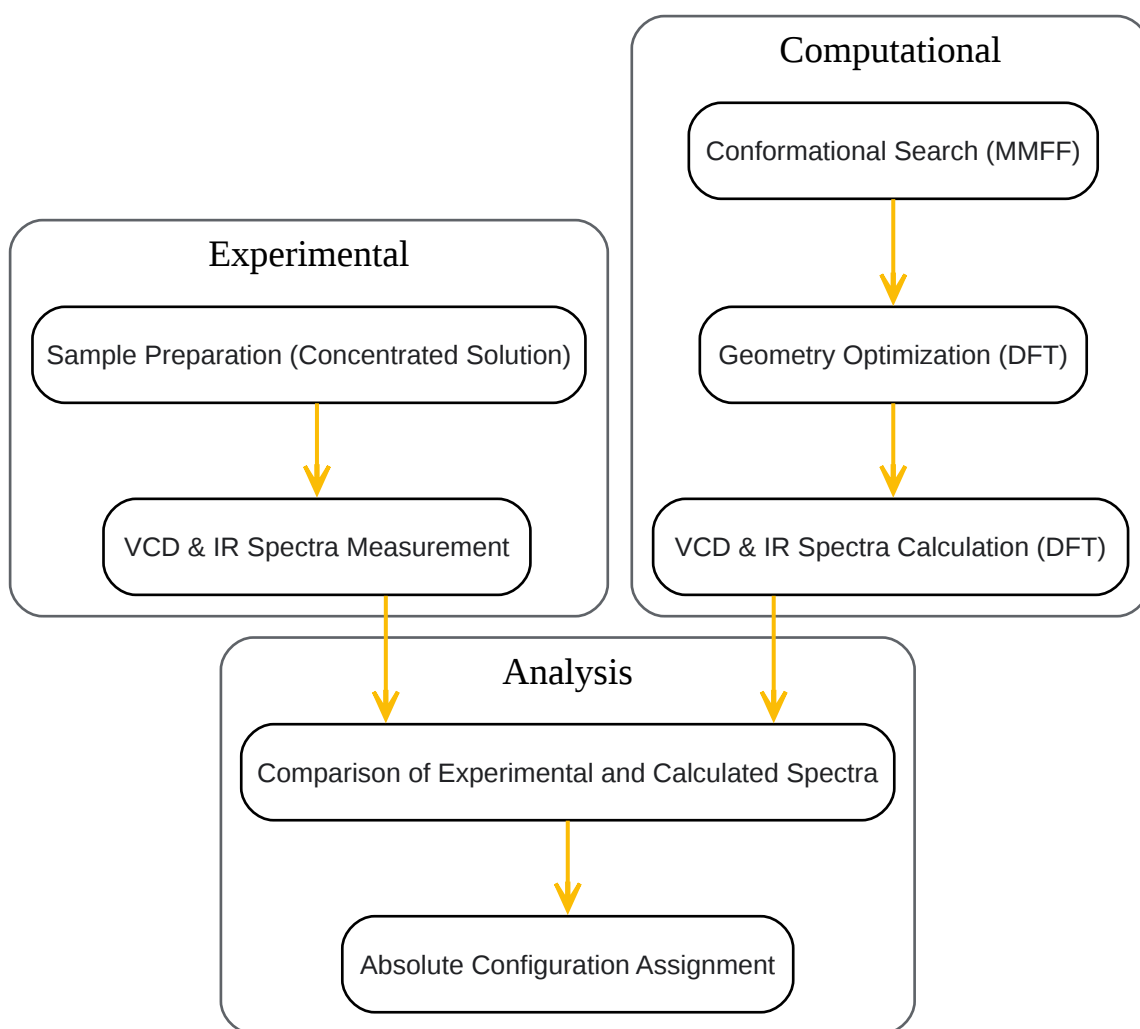 Computational
Conformational Search (MMFF)
Geometry Optimization (DFT)
VCD & IR Spectra Calculation (DFT)
Experimental
Sample Preparation (Concentrated Solution)
VCD & IR Spectra Measurement
Analysis
Comparison of Experimental and Calculated Spectra
Absolute Configuration Assignment